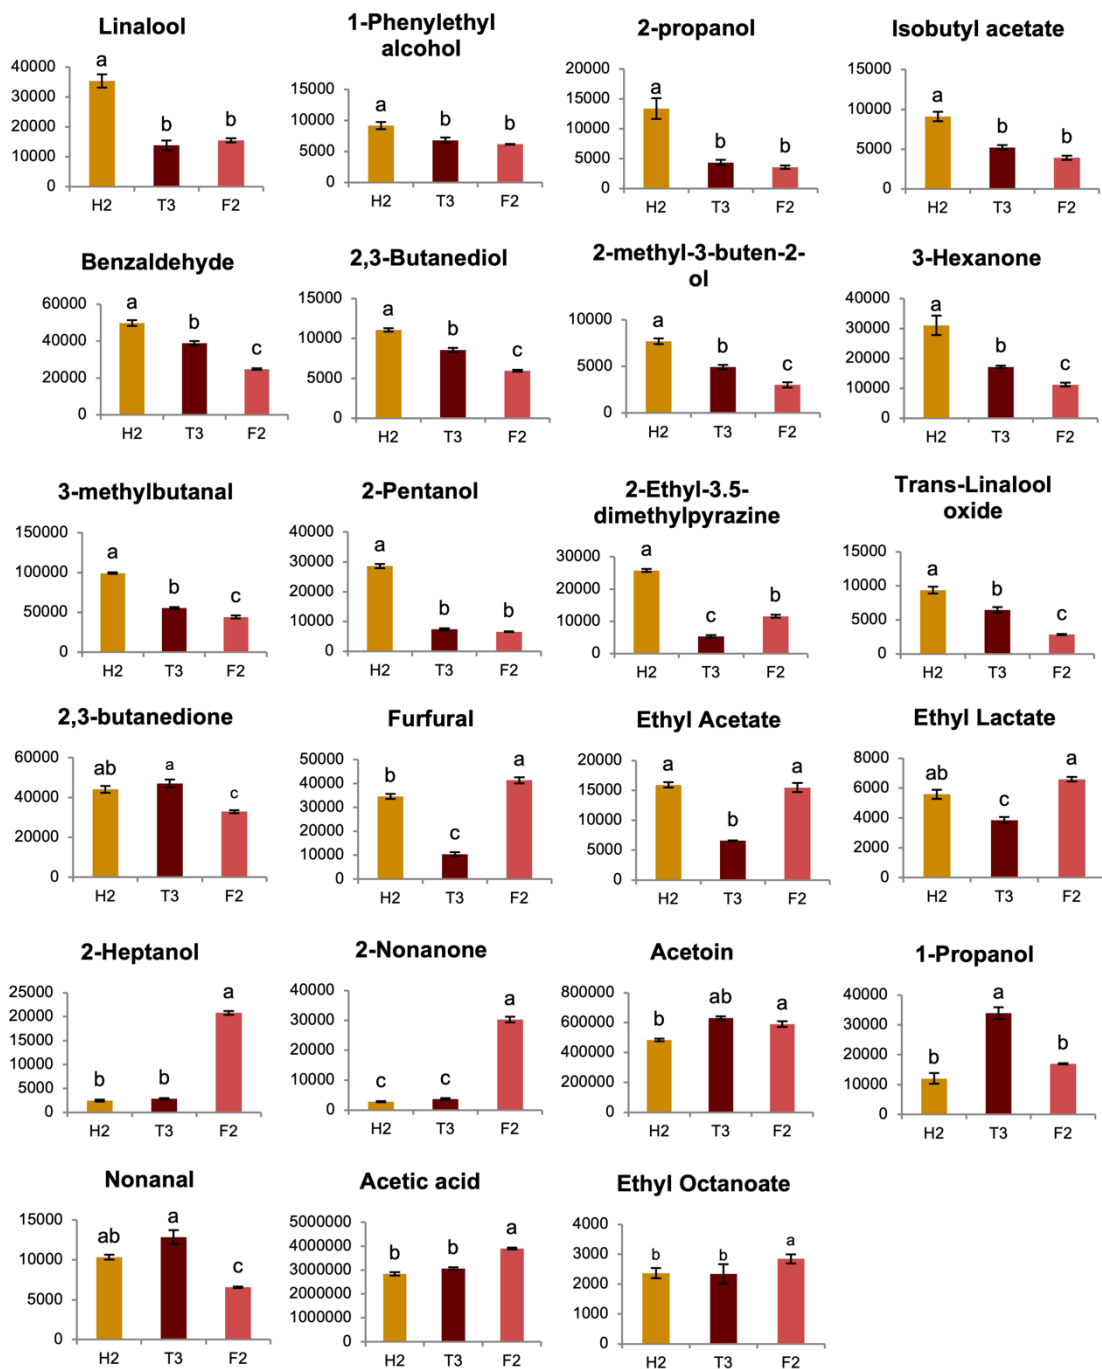 Linalool
40000
30000
20000
10000
0
a
b
b
H2
T3
F2
1-Phenylethyl
alcohol
15000
10000
5000
0
a
b
b
H2
T3
F2
2-propanol
20000
15000
10000
5000
0
a
b
b
H2
T3
F2
Isobutyl acetate
15000
10000
5000
0
a
b
b
H2
T3
F2
Benzaldehyde
60000
40000
20000
0
a
b
c
H2
T3
F2
2,3-Butanediol
15000
10000
5000
0
a
b
c
H2
T3
F2
2-methyl-3-buten-2-
ol
10000
5000
0
a
b
c
H2
T3
F2
3-Hexanone
40000
30000
20000
10000
0
a
b
c
H2
T3
F2
3-methylbutanal
150000
100000
50000
0
a
b
c
H2
T3
F2
2-Pentanol
40000
30000
20000
10000
0
a
b
b
H2
T3
F2
2-Ethyl-3.5-
dimethylpyrazine
30000
20000
10000
0
a
c
b
H2
T3
F2
Trans-Linalool
oxide
15000
10000
5000
0
a
b
c
H2
T3
F2
2,3-butanedione
60000
40000
20000
0
ab
a
c
H2
T3
F2
Furfural
50000
40000
30000
20000
10000
0
b
c
a
H2
T3
F2
Ethyl Acetate
20000
15000
10000
5000
0
a
b
a
H2
T3
F2
Ethyl Lactate
8000
6000
4000
2000
0
ab
c
a
H2
T3
F2
2-Heptanol
25000
20000
15000
10000
5000
0
b
b
a
H2
T3
F2
2-Nonanone
40000
30000
20000
10000
0
c
c
a
H2
T3
F2
Acetoin
800000
600000
400000
200000
0
b
ab
a
H2
T3
F2
1-Propanol
40000
30000
20000
10000
0
b
a
b
H2
T3
F2
Nonanal
15000
10000
5000
0
ab
a
c
H2
T3
F2
Acetic acid
5000000
4000000
3000000
2000000
1000000
0
b
b
a
H2
T3
F2
Ethyl Octanoate
4000
3000
2000
1000
0
b
b
a
H2
T3
F2